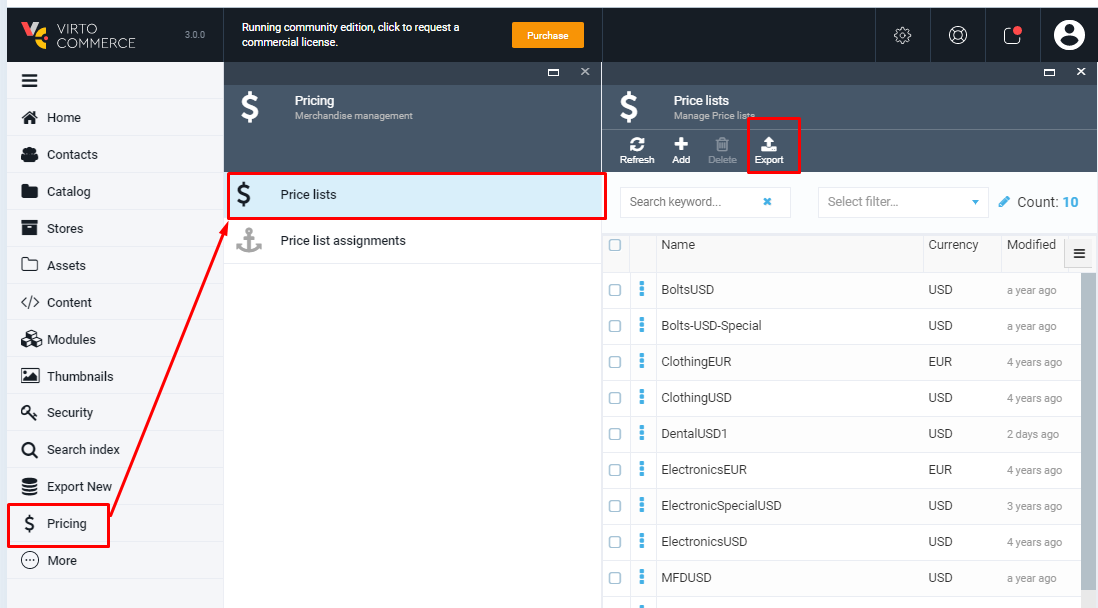 VIRTO
COMMERCE
3.0.0
Running community edition, click to request a
commercial license.
Purchase
Home
Contacts
Catalog
Stores
Assets
Content
Modules
Thumbnails
Security
Search index
Export New
Pricing
More
Pricing
Merchandise management
Price lists
Price list assignments
Price lists
Manage Price lists
Refresh
Add
Delete
Export
Search keyword...
Select filter...
Count: 10
Name Currency Modified
BoltsUSD USD a year ago
Bolts-USD-Special USD a year ago
ClothingEUR EUR 4 years ago
ClothingUSD USD 4 years ago
DentalUSD1 USD 2 days ago
ElectronicsEUR EUR 4 years ago
ElectronicSpecialUSD USD 3 years ago
ElectronicsUSD USD 4 years ago
MFDUSD USD a year ago